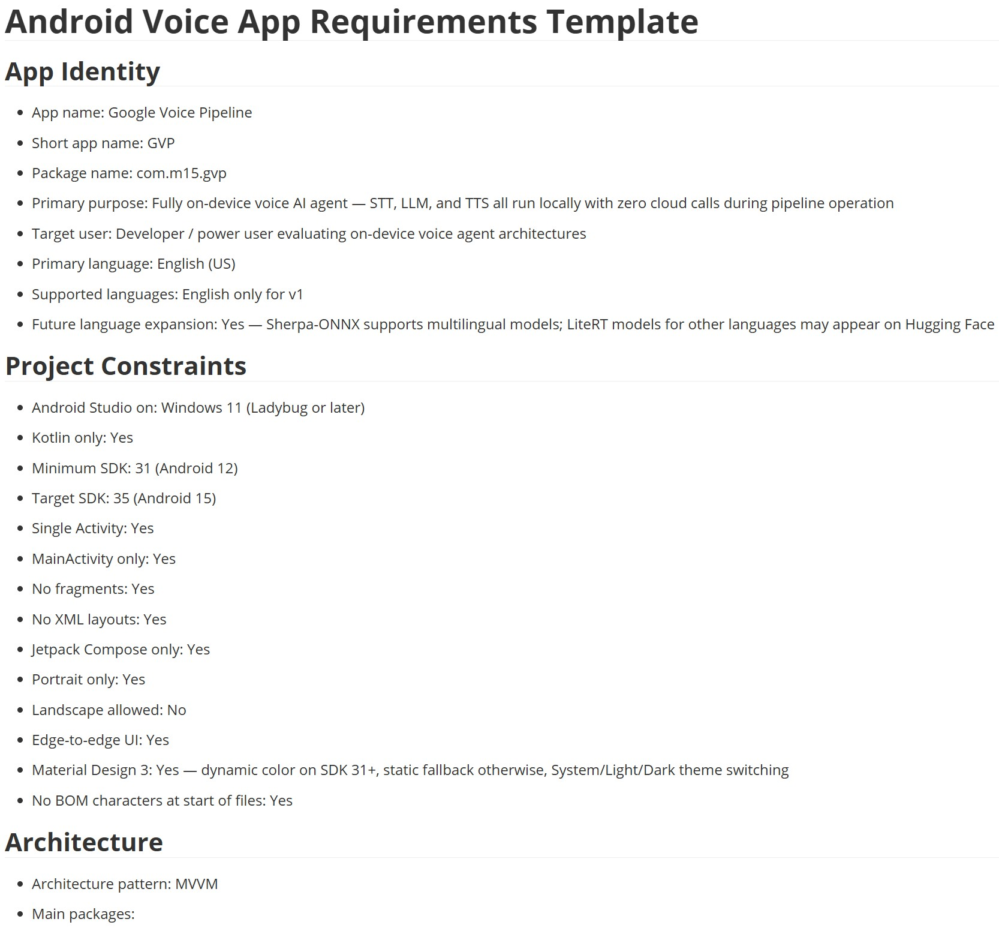 Android Voice App Requirements Template
App Identity
App name: Google Voice Pipeline
Short app name: GVP
Package name: com.m15.gvp
Primary purpose: Fully on-device voice AI agent — STT, LLM, and TTS all run locally with zero cloud calls during pipeline operation
Target user: Developer / power user evaluating on-device voice agent architectures
Primary language: English (US)
Supported languages: English only for v1
Future language expansion: Yes — Sherpa-ONNX supports multilingual models; LiteRT models for other languages may appear on Hugging Face
Project Constraints
Android Studio on: Windows 11 (Ladybug or later)
Kotlin only: Yes
Minimum SDK: 31 (Android 12)
Target SDK: 35 (Android 15)
Single Activity: Yes
MainActivity only: Yes
No fragments: Yes
No XML layouts: Yes
Jetpack Compose only: Yes
Portrait only: Yes
Landscape allowed: No
Edge-to-edge UI: Yes
Material Design 3: Yes — dynamic color on SDK 31+, static fallback otherwise, System/Light/Dark theme switching
No BOM characters at start of files: Yes
Architecture
Architecture pattern: MVVM
Main packages: